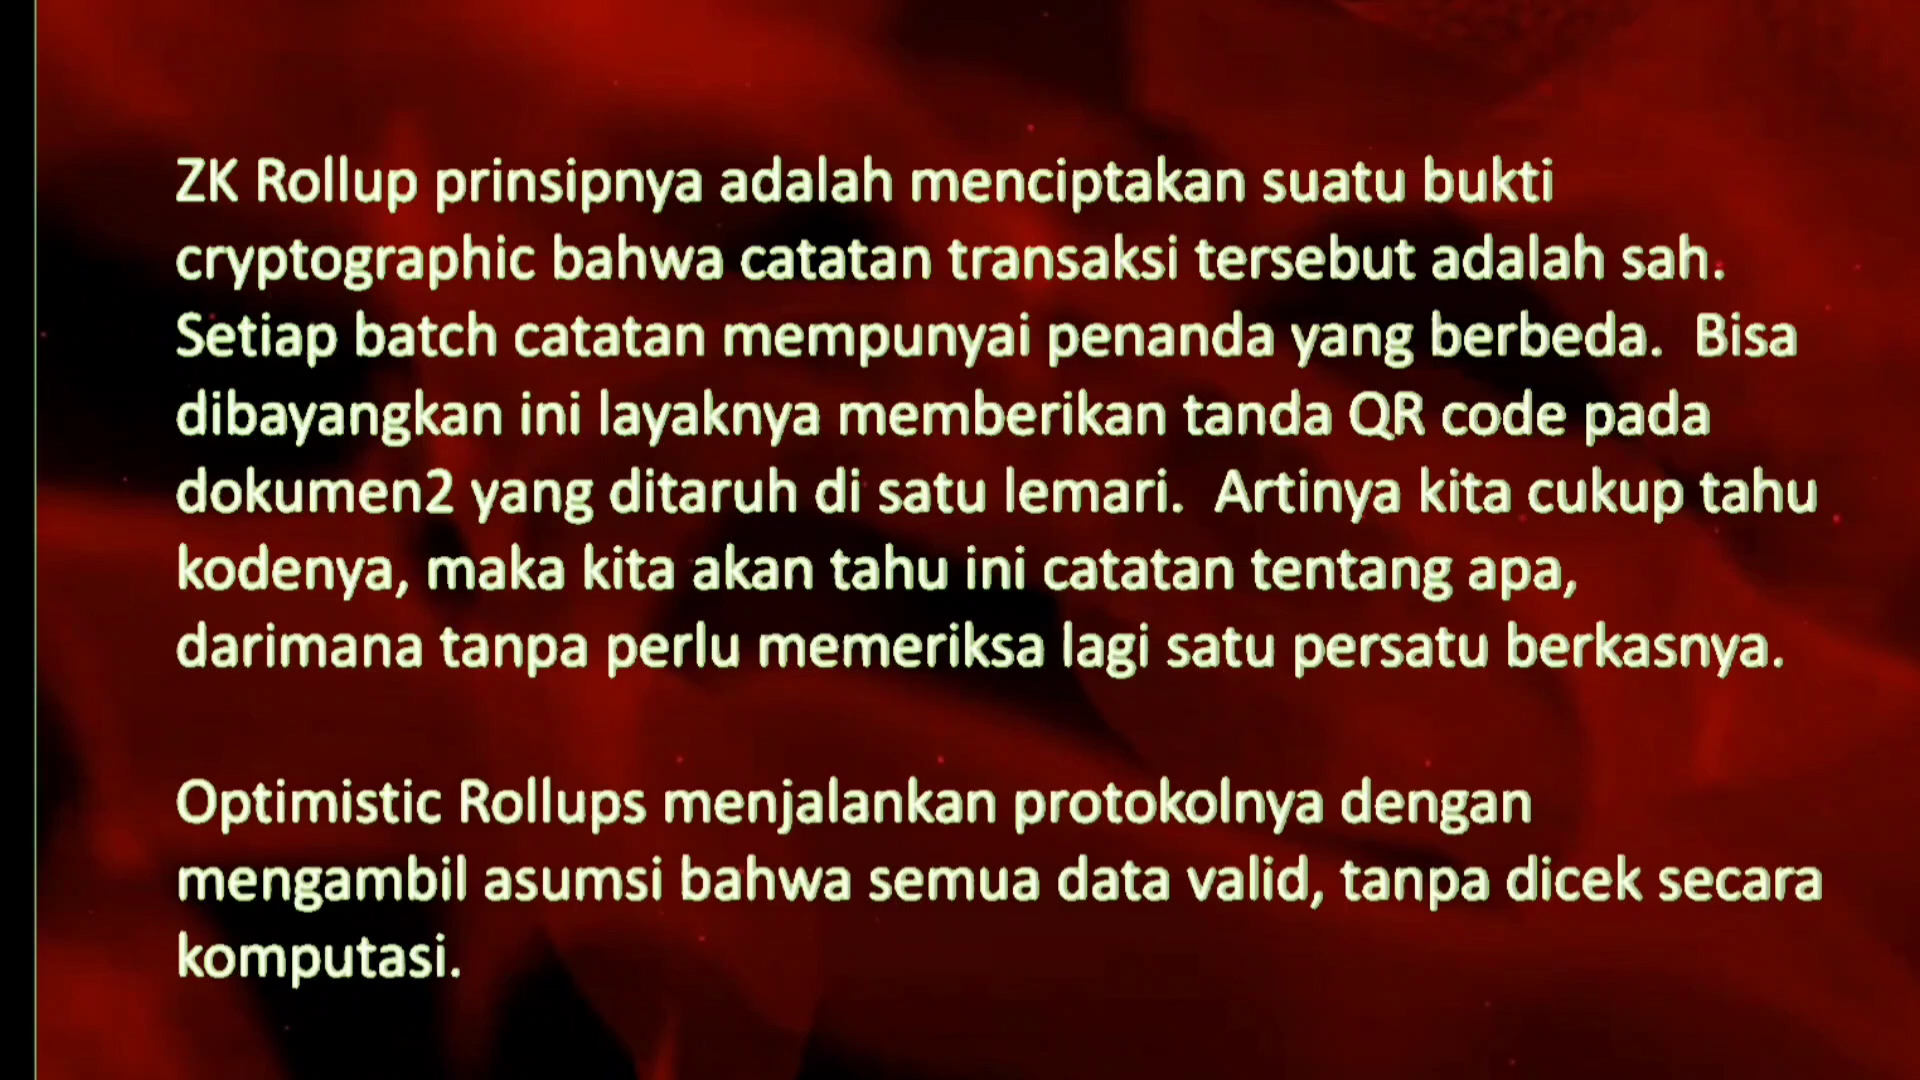 ZK Rollup prinsipnya adalah menciptakan suatu bukti
cryptographic bahwa catatan transaksi tersebut adalah sah.
Setiap batch catatan mempunyai penanda yang berbeda.  Bisa
dibayangkan ini layaknya memberikan tanda QR code pada
dokumen2 yang ditaruh di satu lemari.  Artinya kita cukup tahu
kodenya, maka kita akan tahu ini catatan tentang apa,
darimana tanpa perlu memeriksa lagi satu persatu berkasnya.
Optimistic Rollups menjalankan protokolnya dengan
mengambil asumsi bahwa semua data valid, tanpa dicek secara
komputasi.